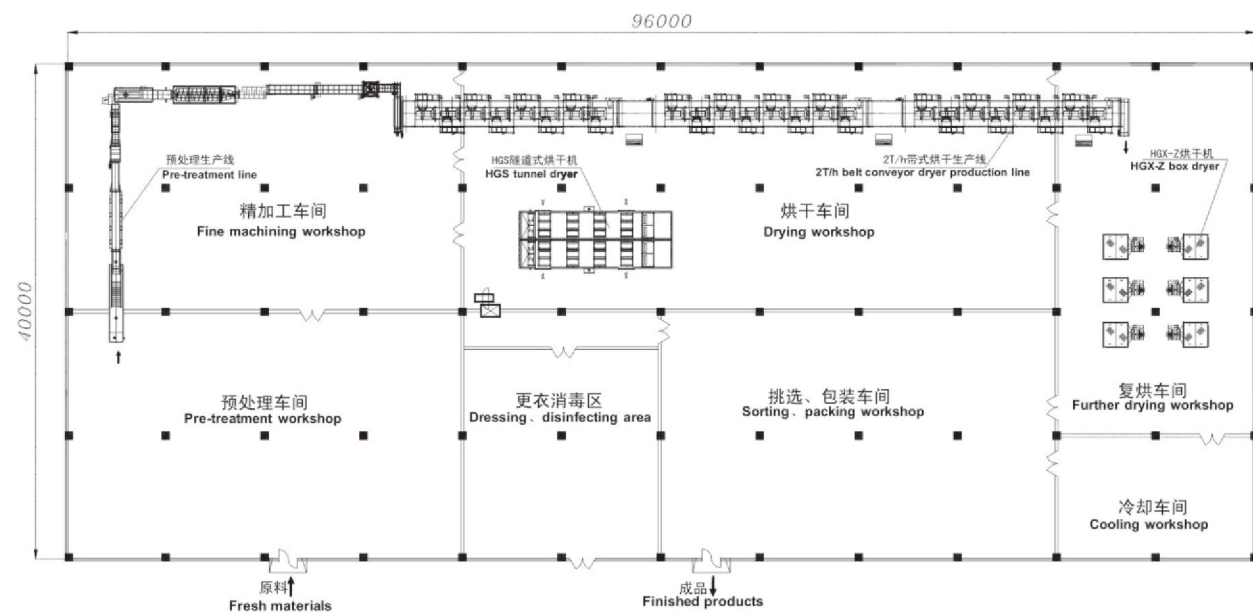 96000
40000
预处理生产线
Pre-treatment line
HGS隧道式烘干机
HGS tunnel dryer
2T/h带式烘干生产线
2T/h belt conveyor dryer production line
HGX-Z烘干机
HGX-Z box dryer
精加工车间
Fine machining workshop
烘干车间
Drying workshop
预处理车间
Pre-treatment workshop
更衣消毒区
Dressing、disinfecting area
挑选、包装车间
Sorting、packing workshop
复烘车间
Further drying workshop
冷却车间
Cooling workshop
原料
Fresh materials
成品
Finished products